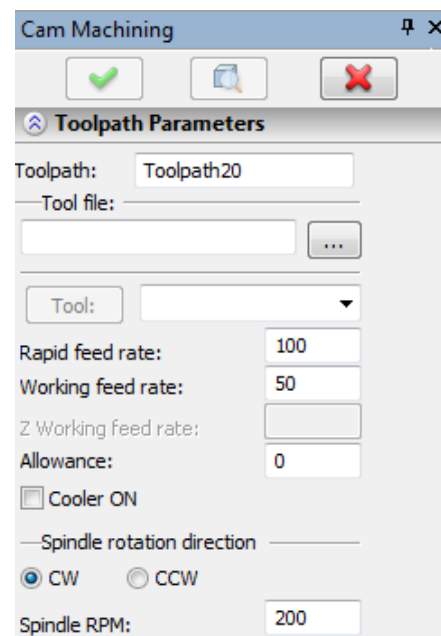 Cam Machining
Toolpath Parameters
Toolpath: Toolpath20
Tool file:
...
Tool:
Rapid feed rate: 100
Working feed rate: 50
Z Working feed rate:
Allowance: 0
Cooler ON
Spindle rotation direction
CW CCW
Spindle RPM: 200